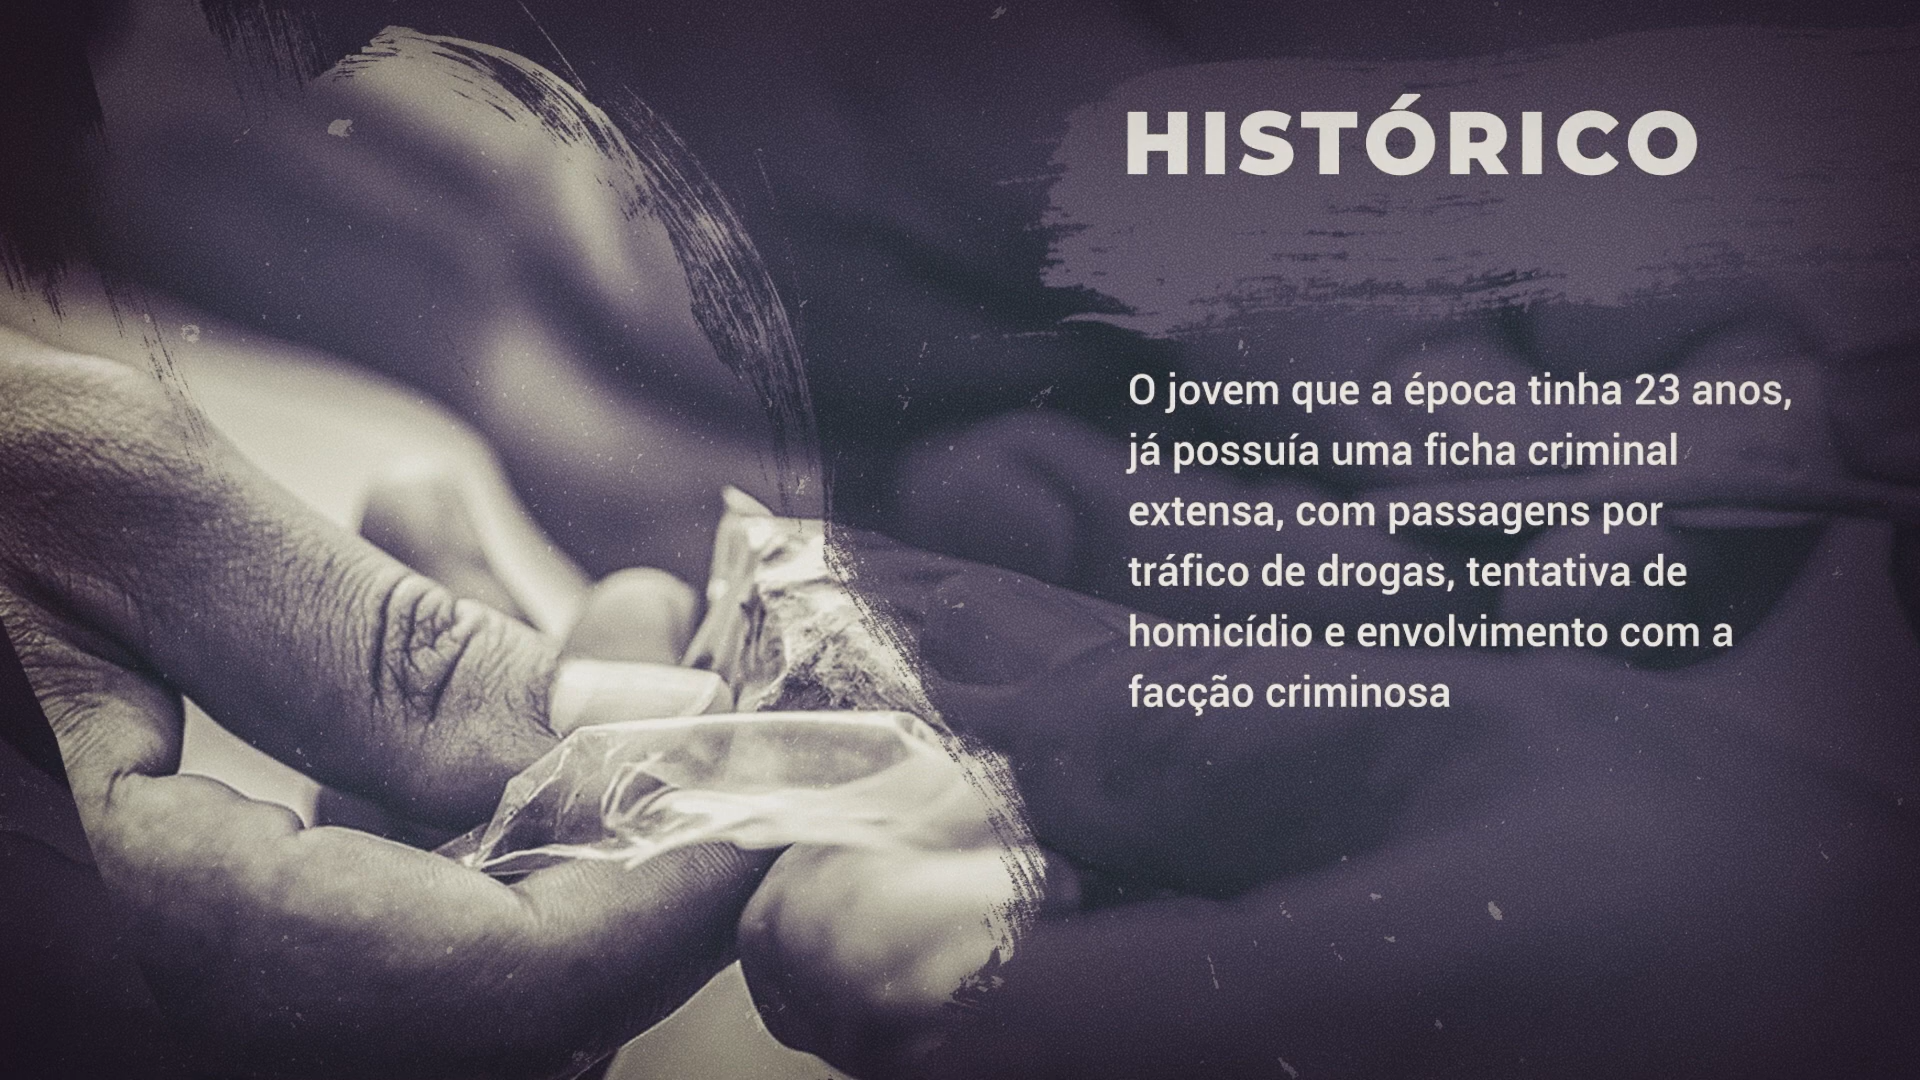 HISTÓRICO
O jovem que a época tinha 23 anos,
já possuía uma ficha criminal
extensa, com passagens por
tráfico de drogas, tentativa de
homicídio e envolvimento com a
facção criminosa